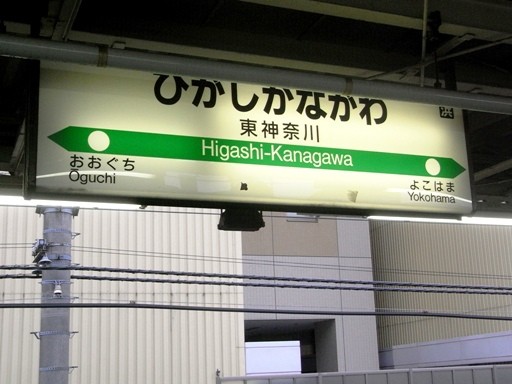 ひがしかながわ
東神奈川
Higashi-Kanagawa
おおぐち
Ōguchi
よこはま
Yokohama
浜